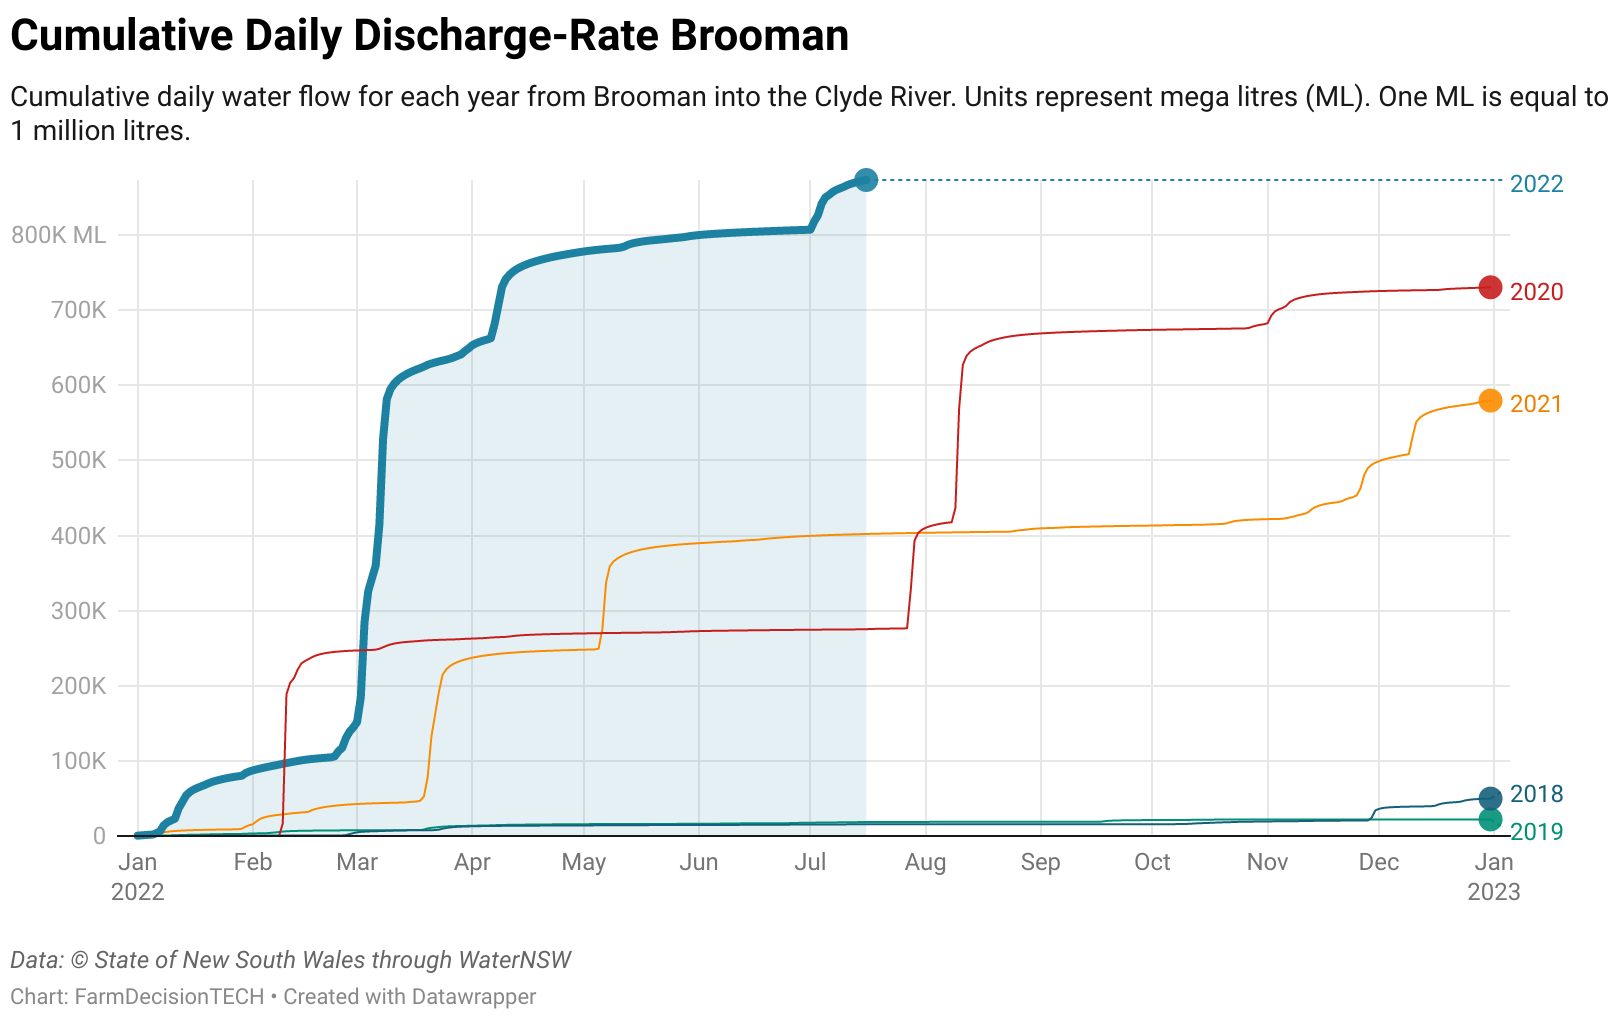 Cumulative Daily Discharge-Rate Brooman
Cumulative daily water flow for each year from Brooman into the Clyde River. Units represent mega litres (ML). One ML is equal to
1 million litres.
2022
800K ML
2020
700K
600K
2021
500K
400K
300K
200K
100K
2018
0
2019
Jan Feb Mar Apr May Jun Jul Aug Sep Oct Nov Dec Jan
2022 2023
Data: © State of New South Wales through WaterNSW
Chart: FarmDecisionTECH • Created with Datawrapper